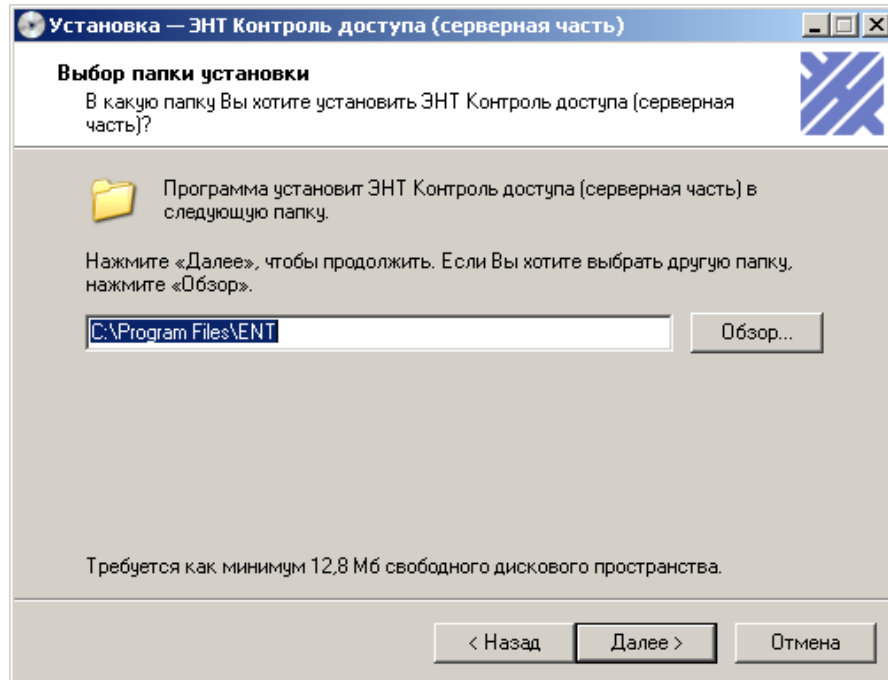 Установка — ЭНТ Контроль доступа (серверная часть)
Выбор папки установки
В какую папку Вы хотите установить ЭНТ Контроль доступа (серверная
часть)?
Программа установит ЭНТ Контроль доступа (серверная часть) в
следующую папку.
Нажмите «Далее», чтобы продолжить. Если Вы хотите выбрать другую папку,
нажмите «Обзор».
C:\Program Files\ENT
Обзор...
Требуется как минимум 12,8 Мб свободного дискового пространства.
< Назад
Далее >
Отмена